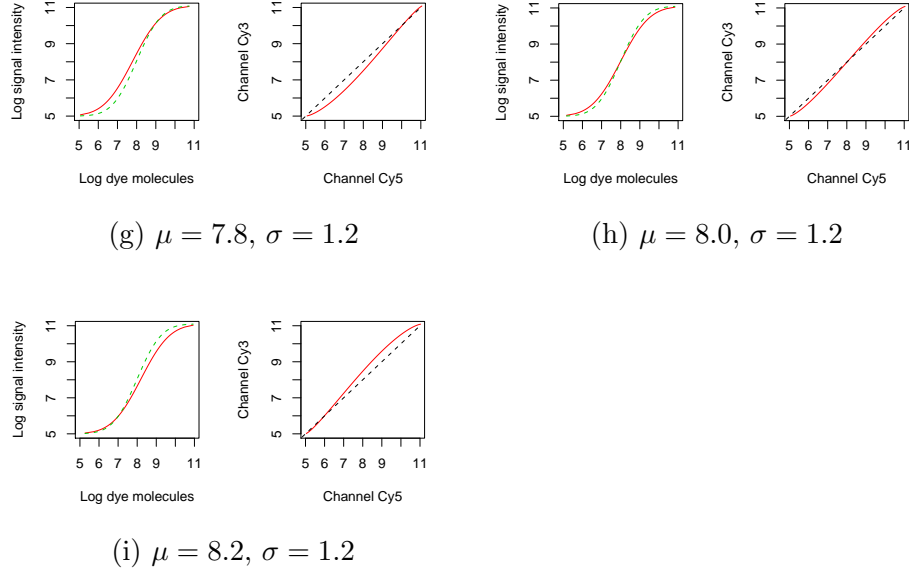 Log signal intensity
5 7 9 11
5 6 7 8 9 11
Log dye molecules
Channel Cy3
5 7 9 11
5 6 7 8 9 11
Channel Cy5
(g) μ = 7.8, σ = 1.2
Log signal intensity
5 7 9 11
5 6 7 8 9 11
Log dye molecules
Channel Cy3
5 7 9 11
5 6 7 8 9 11
Channel Cy5
(h) μ = 8.0, σ = 1.2
Log signal intensity
5 7 9 11
5 6 7 8 9 11
Log dye molecules
Channel Cy3
5 7 9 11
5 6 7 8 9 11
Channel Cy5
(i) μ = 8.2, σ = 1.2